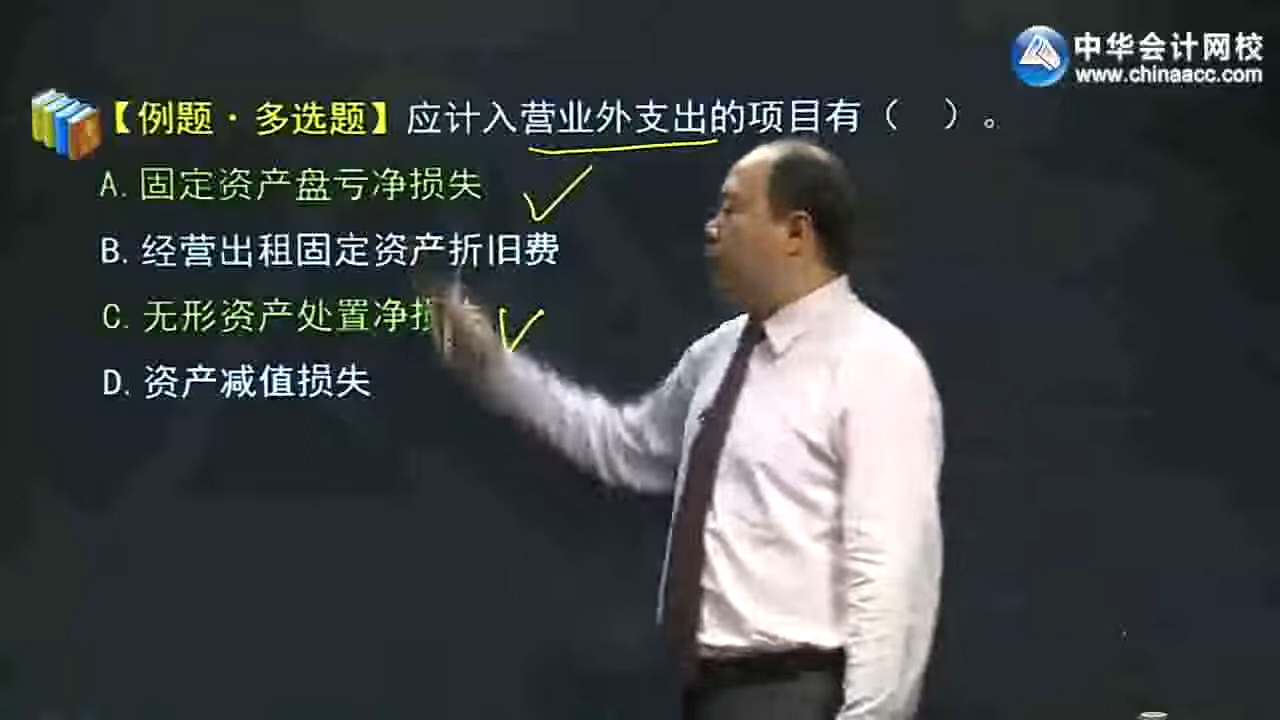 中华会计网校
www.chinaacc.com
【例题·多选题】应计入营业外支出的项目有（ ）。
A. 固定资产盘亏净损失
B. 经营出租固定资产折旧费
C. 无形资产处置净
D. 资产减值损失